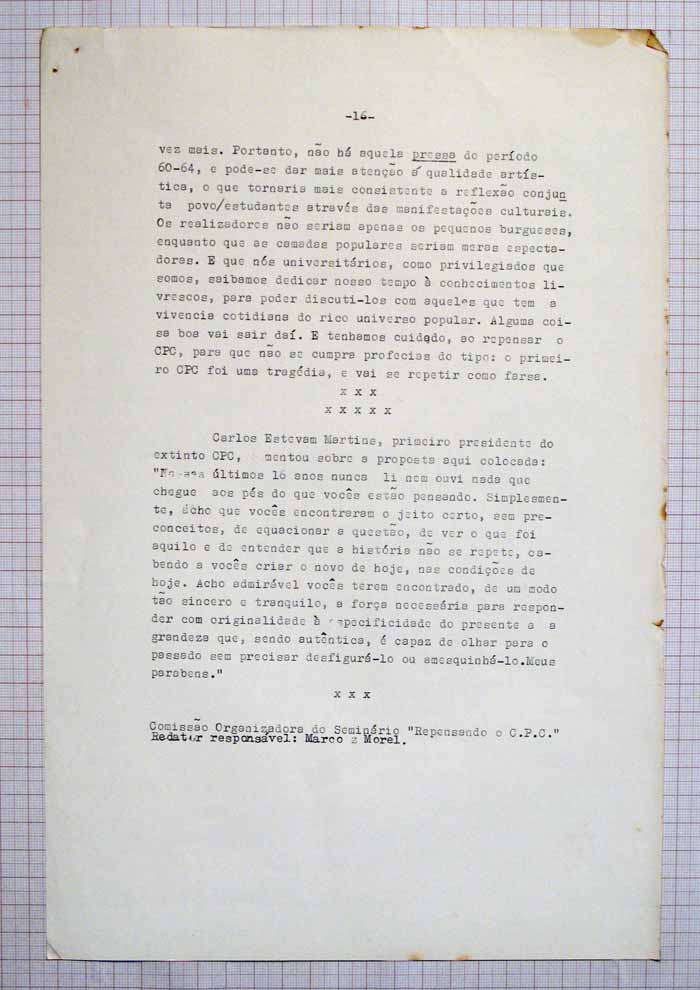 -16-
vez mais. Portanto, não há aquela pressa do período
60-64, e pode-se dar mais atenção à qualidade artís-
tica, o que tornaria mais consistente a reflexão conjun
ta povo/estudantes através das manifestações culturais.
Os realizadores não seriam apenas os pequenos burgueses,
enquanto que as camadas populares seriam meras especta-
doras. E que nós universitários, como privilegiados que
somos, saibamos dedicar nosso tempo à conhecimentos li-
vrescos, para poder discuti-los com aqueles que tem a
vivencia cotidiana do rico universo popular. Alguma coi-
sa boa vai sair daí. E tenhamos cuidado, ao repensar o
CPC, para que não se cumpra profecias do tipo: o primei-
ro CPC foi uma tragédia, e vai se repetir como farsa.
x x x
x x x x x
Carlos Estevam Martins, primeiro presidente do
extinto CPC, mentou sobre a proposta aqui colocada:
"Nesses últimos 16 anos nunca li nem ouvi nada que
chegue aos pés do que vocês estão pensando. Simplesmen-
te, acho que vocês encontraram o jeito certo, sem pre-
conceitos, de equacionar a questão, de ver o que foi
aquilo e de entender que a história não se repete, ca-
bendo a vocês criar o novo de hoje, nas condições de
hoje. Acho admirável vocês terem encontrado, de um modo
tão sincero e tranquilo, a força necessária para respon-
der com originalidade à especificidade do presente a a
grandeza que, sendo autêntica, é capaz de olhar para o
passado sem precisar desfigurá-lo ou amesquinhá-lo.Meus
parabens."
x x x
Comissão Organizadora do Seminário "Repensando o C.P.C."
Redator responsável: Marco Morel.